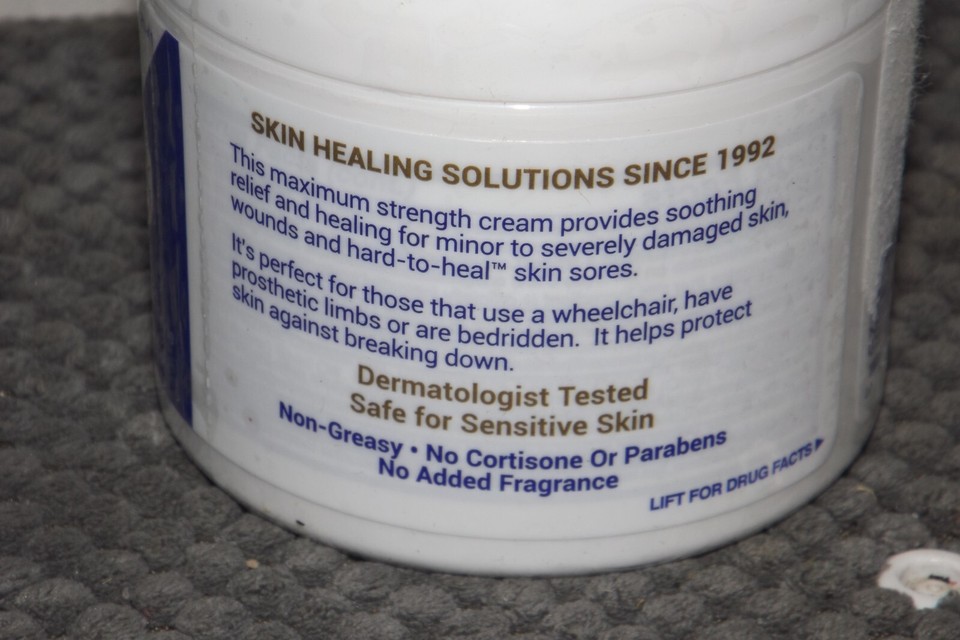 SKIN HEALING SOLUTIONS SINCE 1992
This maximum strength cream provides soothing
relief and healing for minor to severely damaged skin,
wounds and hard-to-heal™ skin sores.
It's perfect for those that use a wheelchair, have
prosthetic limbs or are bedridden. It helps protect
skin against breaking down.
Dermatologist Tested
Safe for Sensitive Skin
Non-Greasy • No Cortisone Or Parabens
No Added Fragrance
LIFT FOR DRUG FACTS